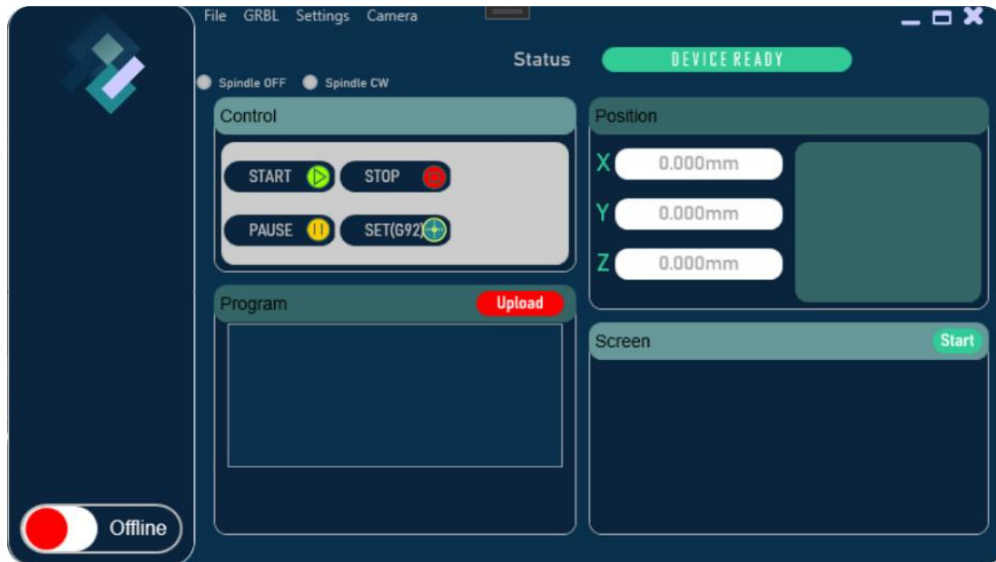 File GRBL Settings Camera
Status DEVICE READY
Spindle OFF Spindle CW
Control
START STOP
PAUSE SET(G92)
Position
X 0.000mm
Y 0.000mm
Z 0.000mm
Program Upload
Screen Start
Offline